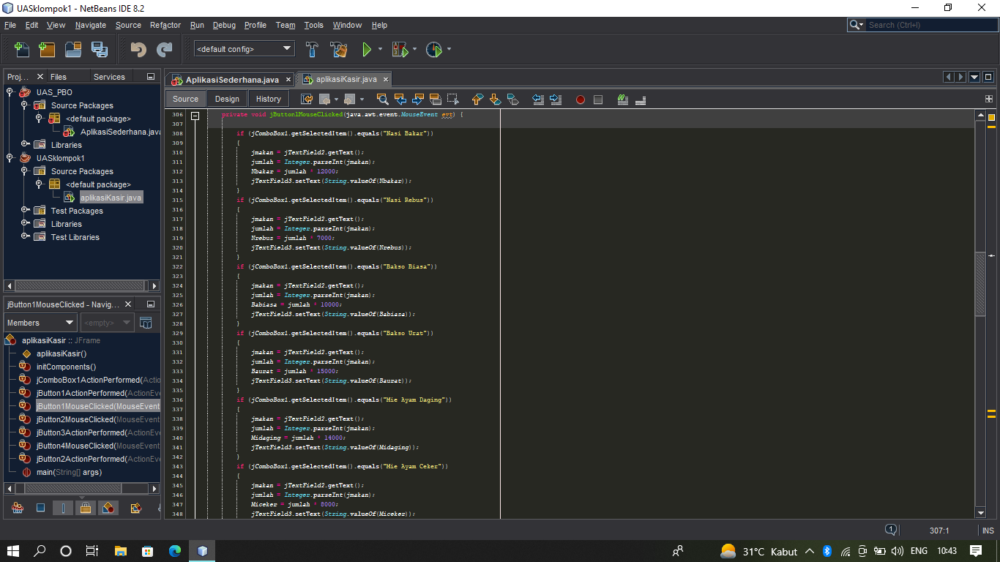 UASklompok1 - NetBeans IDE 8.2
File Edit View Navigate Source Refactor Run Debug Profile Team Tools Window Help
Search (Ctrl+I)
<default config>
Proj... Files Services
UAS_PBO
Source Packages
<default package>
AplikasiSederhana.java
Libraries
UASklompok1
Source Packages
<default package>
aplikasiKasir.java
Test Packages
Libraries
Test Libraries
jButton1MouseClicked - Navig...
Members <empty>
aplikasiKasir :: JFrame
aplikasiKasir()
initComponents()
jComboBox1ActionPerformed(Actio
jButton1ActionPerformed(ActionEv
jButton1MouseClicked(MouseEvent
jButton2MouseClicked(MouseEvent
jButton3ActionPerformed(ActionEv
jButton4MouseClicked(MouseEvent
jButton2ActionPerformed(ActionEv
main(String[] args)
AplikasiSederhana.java aplikasiKasir.java
Source Design History
306 private void jButton1MouseClicked(java.awt.event.MouseEvent evt) {
307
308 if (jComboBox1.getSelectedItem().equals("Nasi Bakar"))
309 {
310 jmakan = jTextField2.getText();
311 jumlah = Integer.parseInt(jmakan);
312 Nbakar = jumlah * 12000;
313 jTextField3.setText(String.valueOf(Nbakar));
314 }
315 if (jComboBox1.getSelectedItem().equals("Nasi Rebus"))
316 {
317 jmakan = jTextField2.getText();
318 jumlah = Integer.parseInt(jmakan);
319 Nrebus = jumlah * 7000;
320 jTextField3.setText(String.valueOf(Nrebus));
321 }
322 if (jComboBox1.getSelectedItem().equals("Bakso Biasa"))
323 {
324 jmakan = jTextField2.getText();
325 jumlah = Integer.parseInt(jmakan);
326 Babiasa = jumlah * 10000;
327 jTextField3.setText(String.valueOf(Babiasa));
328 }
329 if (jComboBox1.getSelectedItem().equals("Bakso Urat"))
330 {
331 jmakan = jTextField2.getText();
332 jumlah = Integer.parseInt(jmakan);
333 Baurat = jumlah * 15000;
334 jTextField3.setText(String.valueOf(Baurat));
335 }
336 if (jComboBox1.getSelectedItem().equals("Mie Ayam Daging"))
337 {
338 jmakan = jTextField2.getText();
339 jumlah = Integer.parseInt(jmakan);
340 Midaging = jumlah * 14000;
341 jTextField3.setText(String.valueOf(Midaging));
342 }
343 if (jComboBox1.getSelectedItem().equals("Mie Ayam Ceker"))
344 {
345 jmakan = jTextField2.getText();
346 jumlah = Integer.parseInt(jmakan);
347 Miceker = jumlah * 8000;
348 jTextField3.setText(String.valueOf(Miceker));
1 307:1 INS
31°C Kabut ENG 10:43